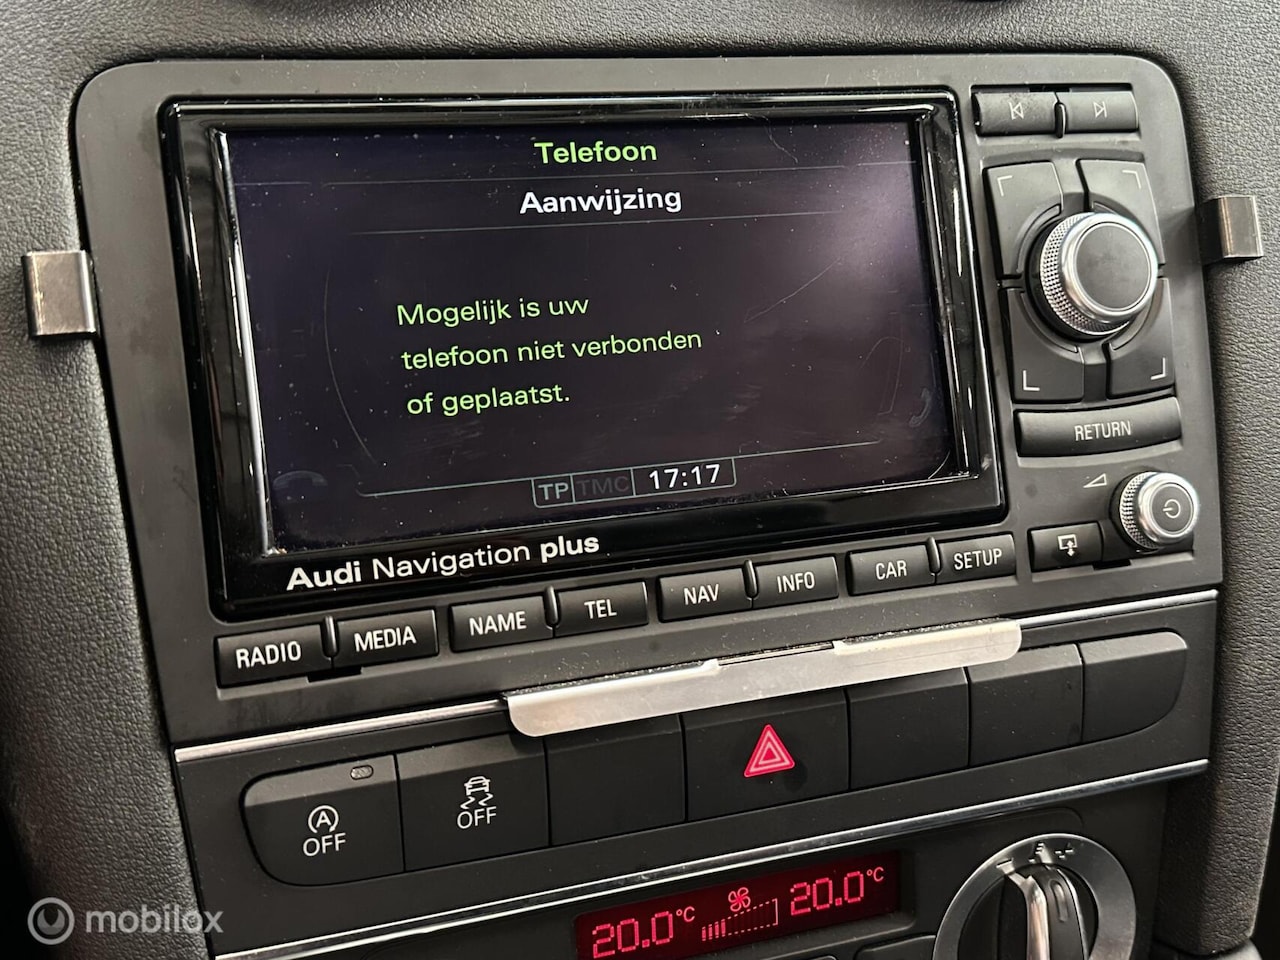 Telefoon
Aanwijzing
Mogelijk is uw
telefoon niet verbonden
of geplaatst.
TP TMC 17:17
Audi Navigation plus
RETURN
RADIO MEDIA NAME TEL NAV INFO CAR SETUP
A OFF
OFF
20.0°C 20.0°C
mobilox